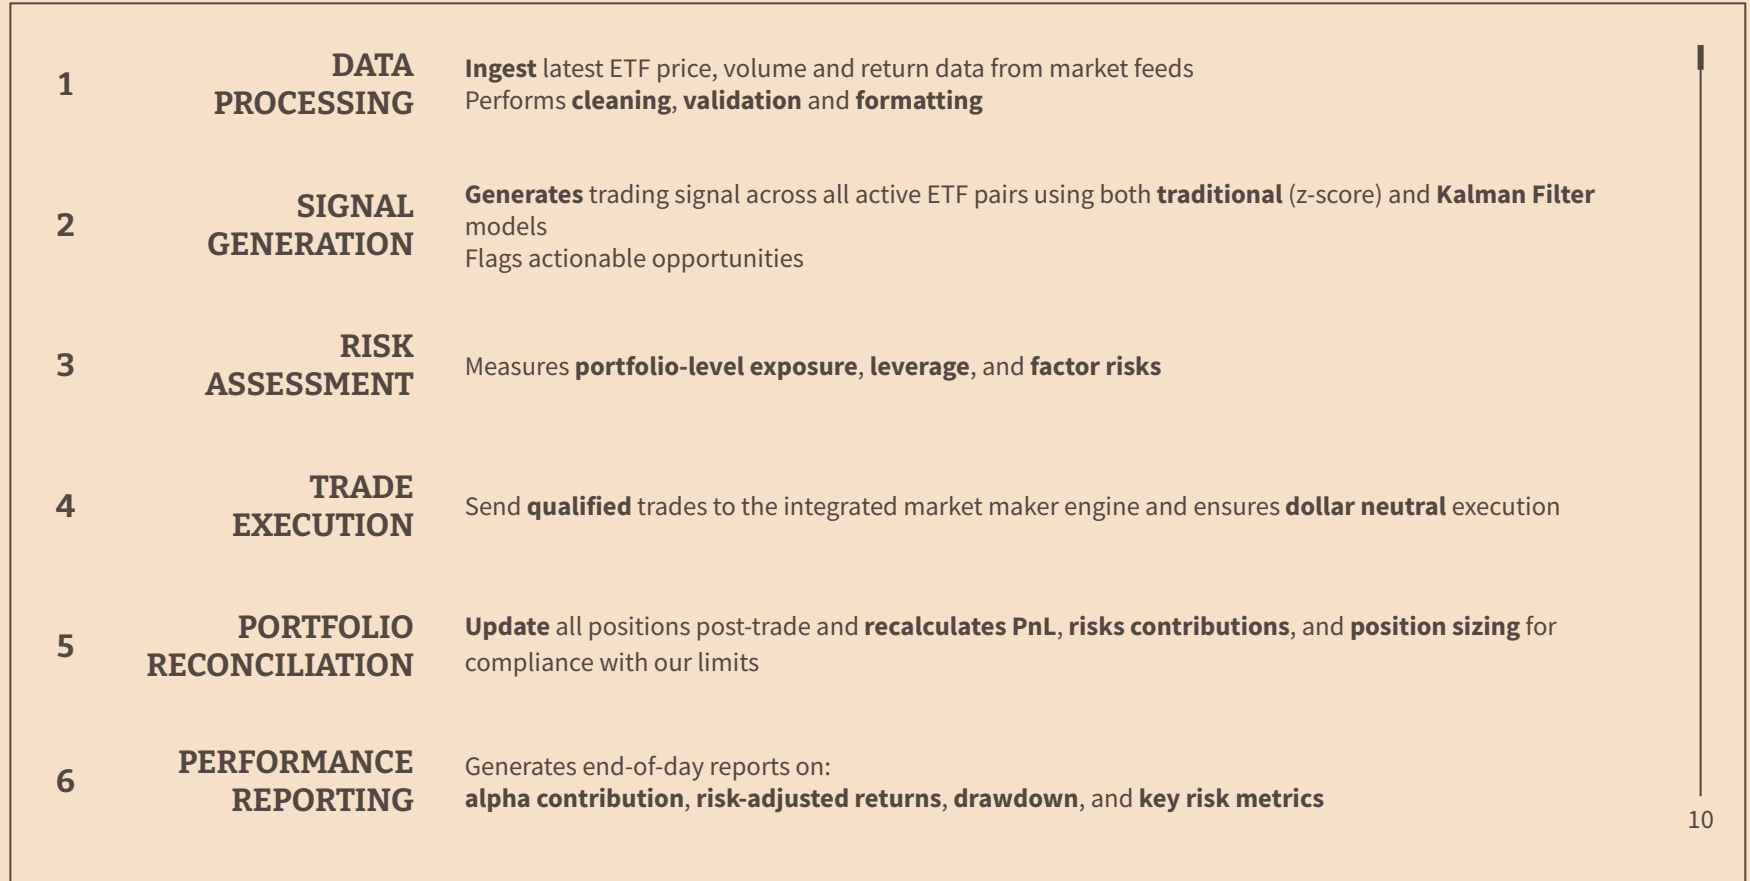 1
DATA
PROCESSING
Ingest latest ETF price, volume and return data from market feeds
Performs cleaning, validation and formatting
2
SIGNAL
GENERATION
Generates trading signal across all active ETF pairs using both traditional (z-score) and Kalman Filter
models
Flags actionable opportunities
3
RISK
ASSESSMENT
Measures portfolio-level exposure, leverage, and factor risks
4
TRADE
EXECUTION
Send qualified trades to the integrated market maker engine and ensures dollar neutral execution
5
PORTFOLIO
RECONCILIATION
Update all positions post-trade and recalculates PnL, risks contributions, and position sizing for
compliance with our limits
6
PERFORMANCE
REPORTING
Generates end-of-day reports on:
alpha contribution, risk-adjusted returns, drawdown, and key risk metrics
10